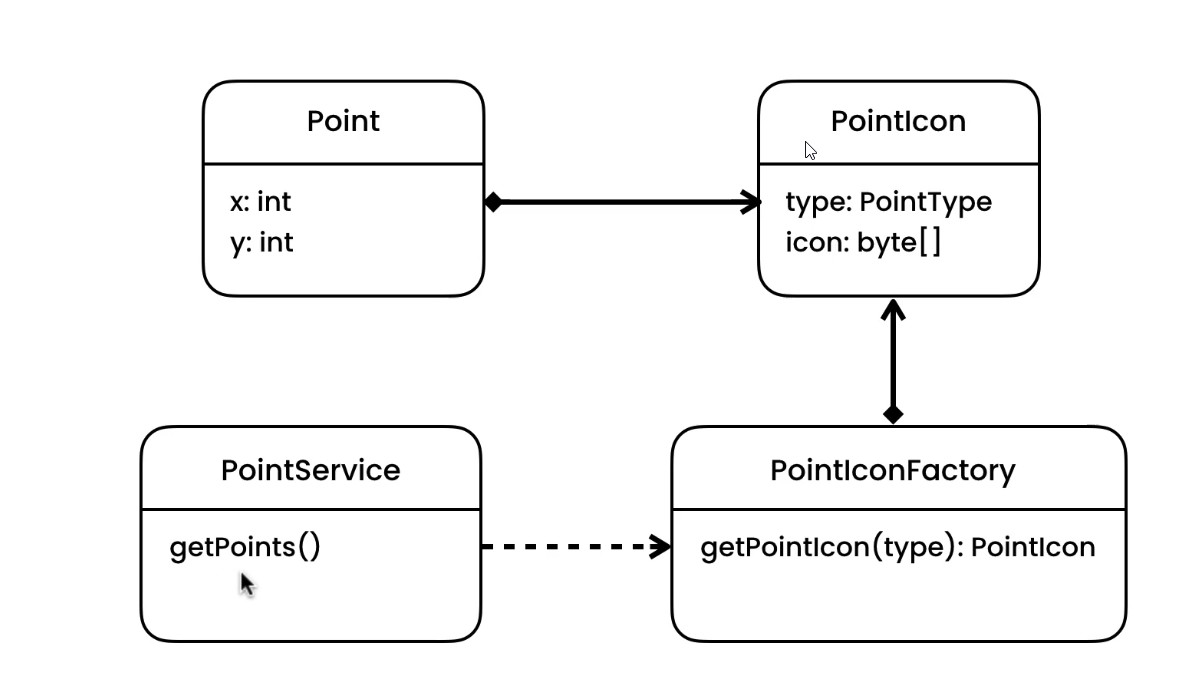 Point
x: int
y: int
PointIcon
type: PointType
icon: byte[]
PointService
getPoints()
PointIconFactory
getPointIcon(type): PointIcon